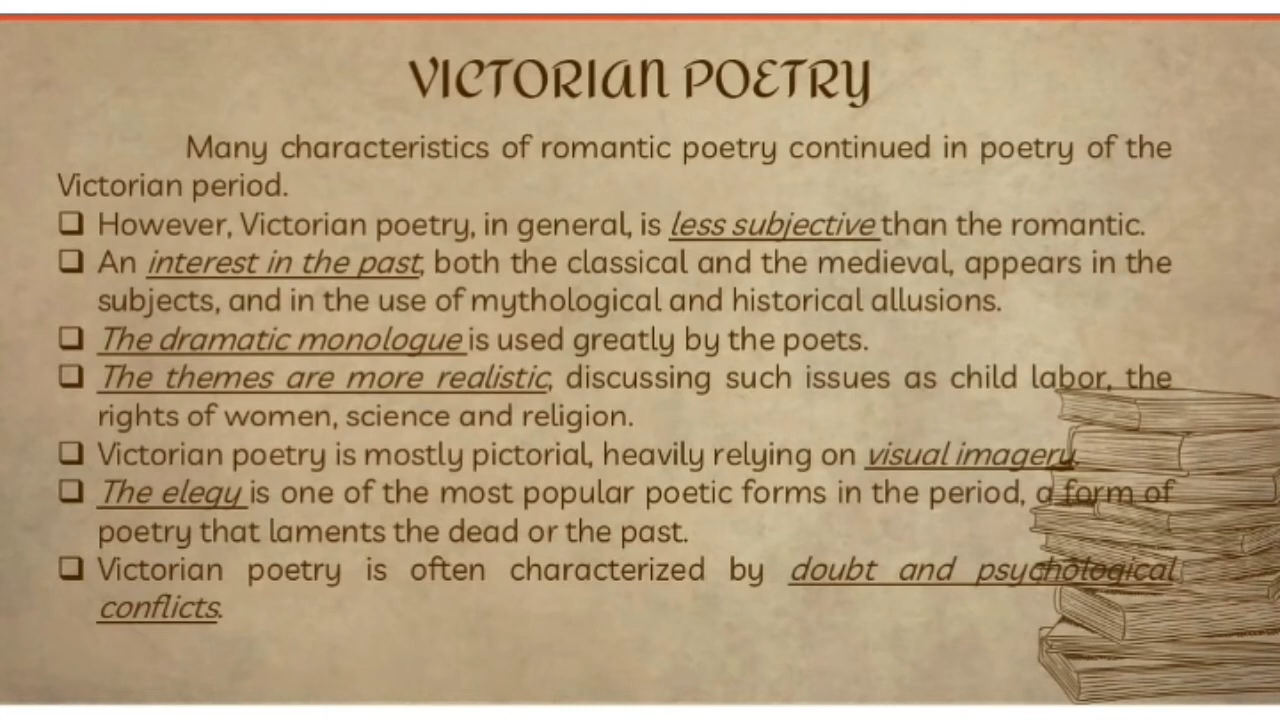 VICTORIAN POETRY
Many characteristics of romantic poetry continued in poetry of the
Victorian period.
❑ However, Victorian poetry, in general, is less subjective than the romantic.
❑ An interest in the past, both the classical and the medieval, appears in the
subjects, and in the use of mythological and historical allusions.
❑ The dramatic monologue is used greatly by the poets.
❑ The themes are more realistic, discussing such issues as child labor, the
rights of women, science and religion.
❑ Victorian poetry is mostly pictorial, heavily relying on visual imagery.
❑ The elegy is one of the most popular poetic forms in the period, a form of
poetry that laments the dead or the past.
❑ Victorian poetry is often characterized by doubt and psychological
conflicts.